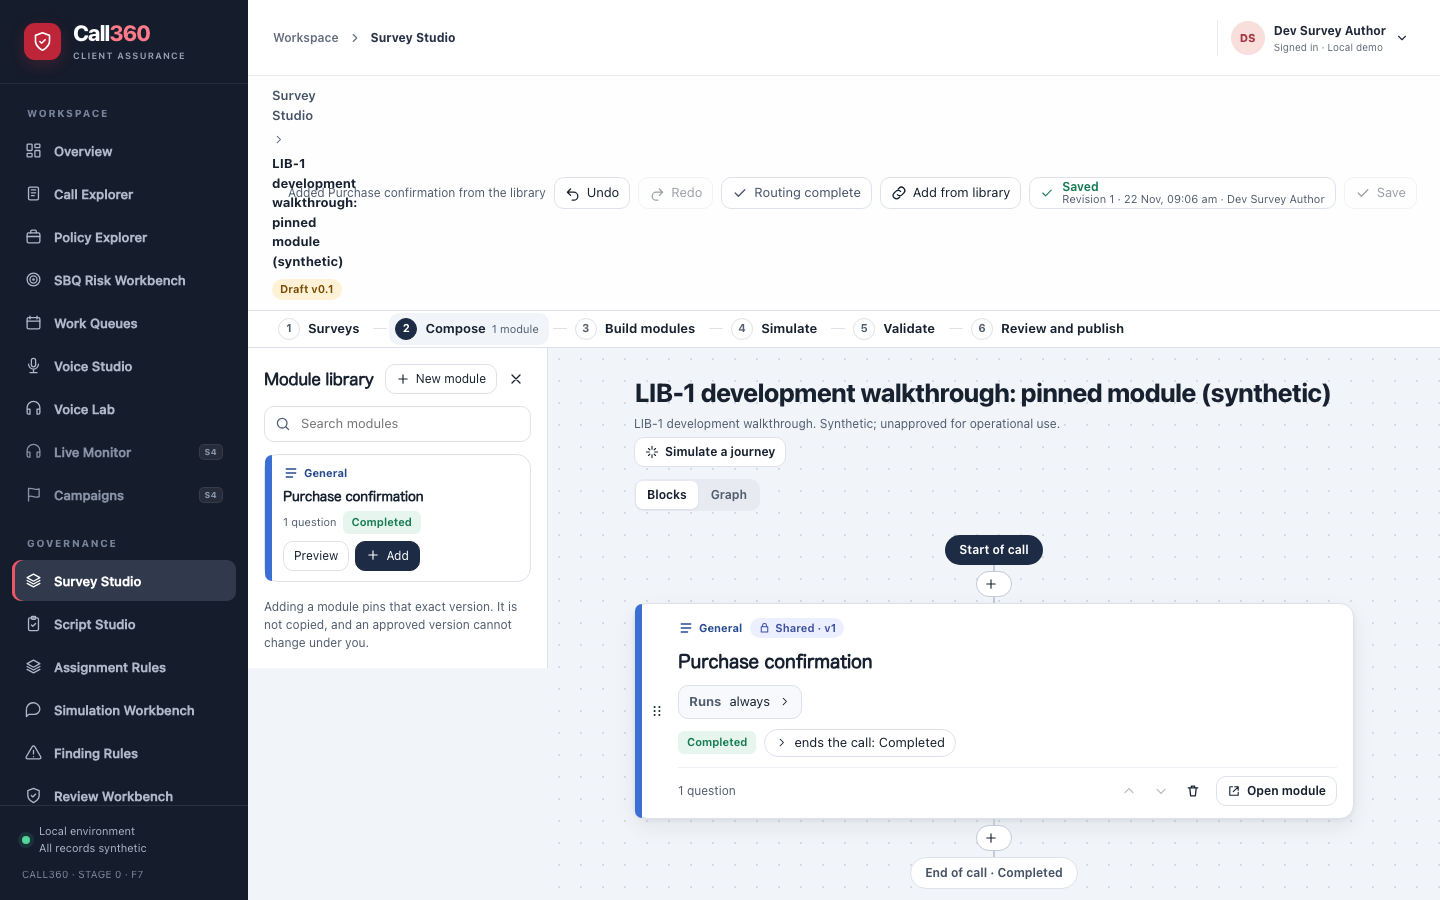 Call360
CLIENT ASSURANCE
WORKSPACE
Overview
Call Explorer
Policy Explorer
SBQ Risk Workbench
Work Queues
Voice Studio
Voice Lab
Live Monitor S4
Campaigns S4
GOVERNANCE
Survey Studio
Script Studio
Assignment Rules
Simulation Workbench
Finding Rules
Review Workbench
Local environment
All records synthetic
CALL360 · STAGE 0 · F7
Workspace > Survey Studio
DS
Dev Survey Author
Signed in · Local demo
Survey
Studio
>
LIB-1
development
walkthrough:
pinned
module
(synthetic)
Draft v0.1
Added Purchase confirmation from the library
Undo
Redo
Routing complete
Add from library
Saved
Revision 1 · 22 Nov, 09:06 am · Dev Survey Author
Save
1 Surveys
2 Compose 1 module
3 Build modules
4 Simulate
5 Validate
6 Review and publish
Module library
+ New module
Search modules
General
Purchase confirmation
1 question Completed
Preview
+ Add
Adding a module pins that exact version. It is
not copied, and an approved version cannot
change under you.
LIB-1 development walkthrough: pinned module (synthetic)
LIB-1 development walkthrough. Synthetic; unapproved for operational use.
Simulate a journey
Blocks Graph
Start of call
+
General Shared · v1
Purchase confirmation
Runs always >
Completed > ends the call: Completed
1 question
Open module
+
End of call · Completed